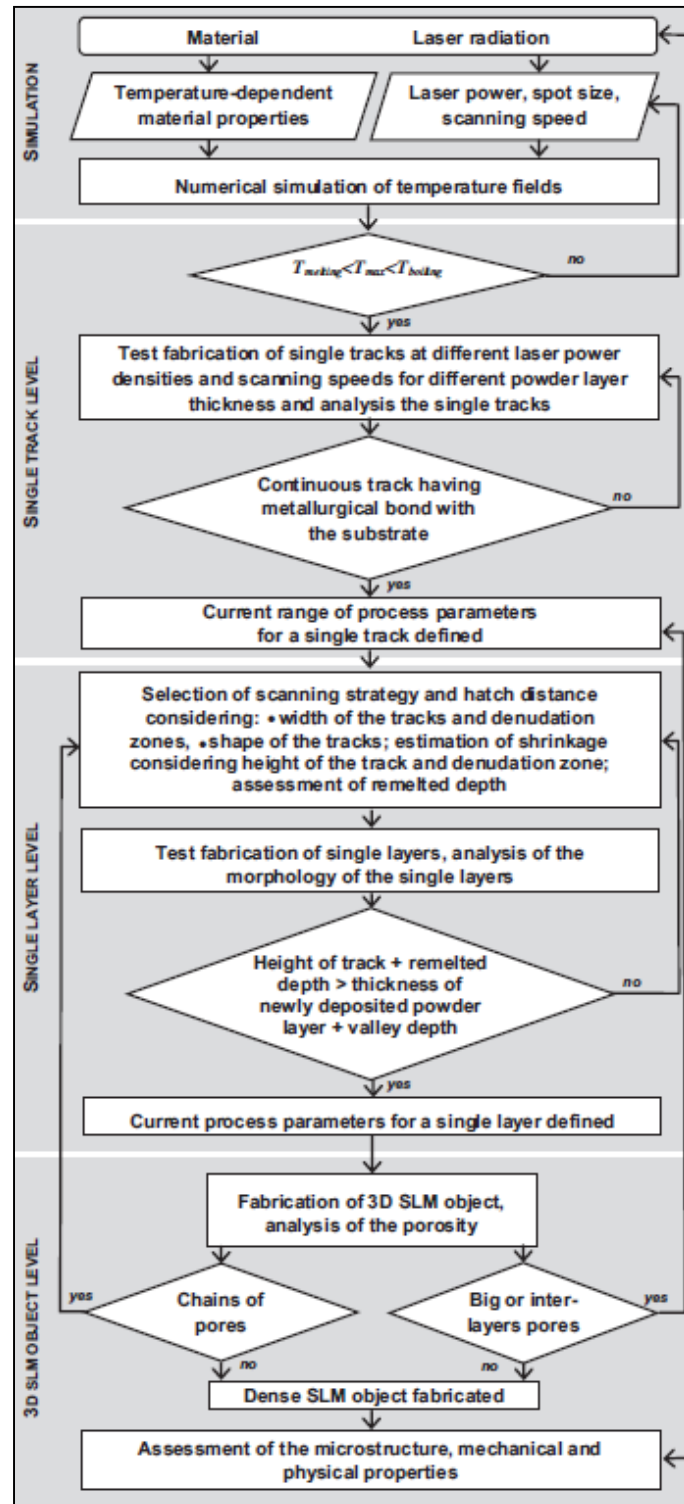 SIMULATION
Material
Laser radiation
Temperature-dependent
material properties
Laser power, spot size,
scanning speed
Numerical simulation of temperature fields
SINGLE TRACK LEVEL
Tmelting<Tmax<Tboiling
no
yes
Test fabrication of single tracks at different laser power
densities and scanning speeds for different powder layer
thickness and analysis the single tracks
Continuous track having
metallurgical bond with
the substrate
no
yes
Current range of process parameters
for a single track defined
SINGLE LAYER LEVEL
Selection of scanning strategy and hatch distance
considering: •width of the tracks and denudation
zones, •shape of the tracks; estimation of shrinkage
considering height of the track and denudation zone;
assessment of remelted depth
Test fabrication of single layers, analysis of the
morphology of the single layers
Height of track + remelted
depth > thickness of
newly deposited powder
layer + valley depth
no
yes
Current process parameters for a single layer defined
3D SLM OBJECT LEVEL
Fabrication of 3D SLM object,
analysis of the porosity
yes
Chains of
pores
Big or inter-
layers pores
yes
no
no
Dense SLM object fabricated
Assessment of the microstructure, mechanical and
physical properties